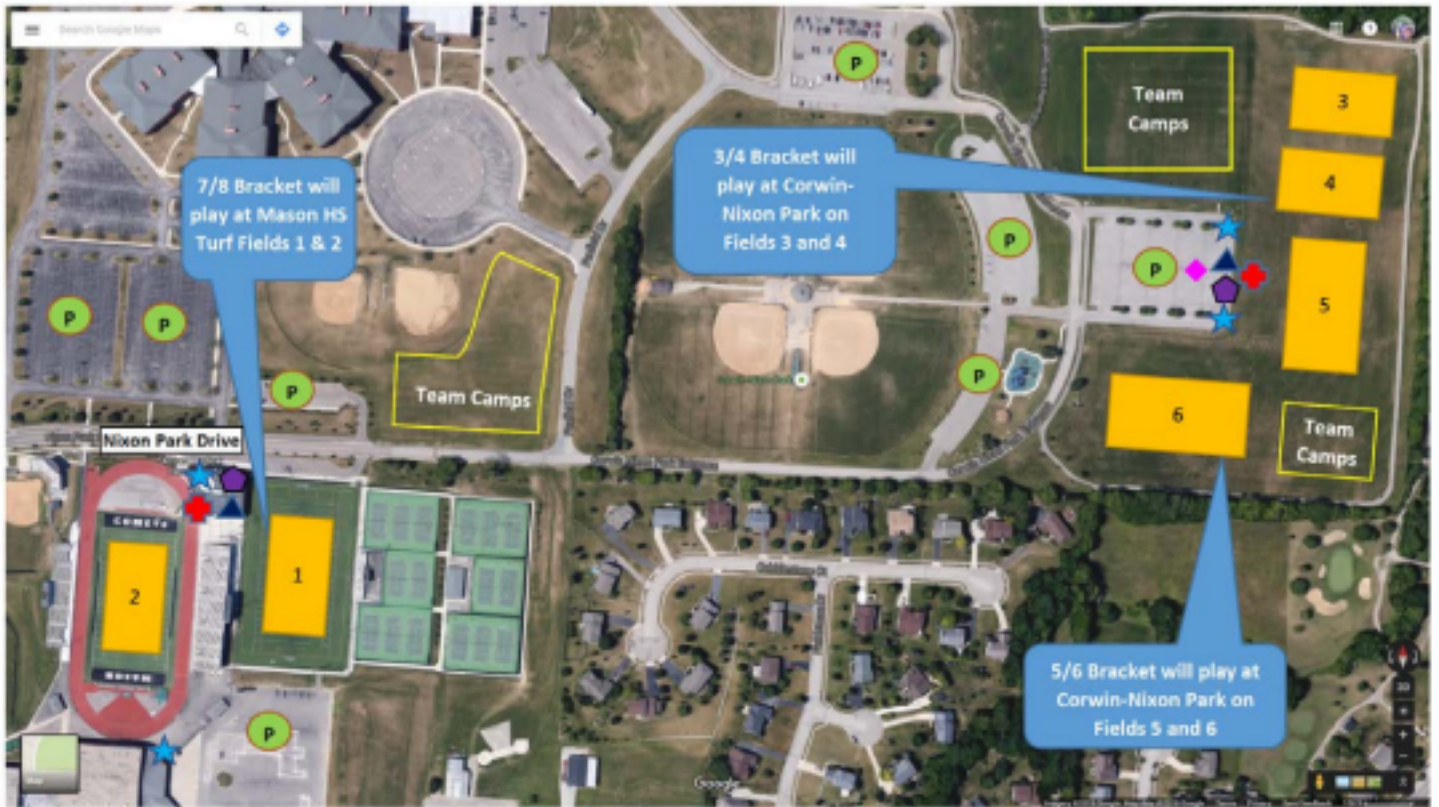 Search Google Maps
P
Team
Camps
3
3/4 Bracket will
play at Corwin-
Nixon Park on
Fields 3 and 4
4
7/8 Bracket will
play at Mason HS
Turf Fields 1 & 2
P
P
5
P
P
P
P
Team Camps
6
Team
Camps
Nixon Park Drive
COMETS
1
2
MASON
5/6 Bracket will play at
Corwin-Nixon Park on
Fields 5 and 6
P
Google